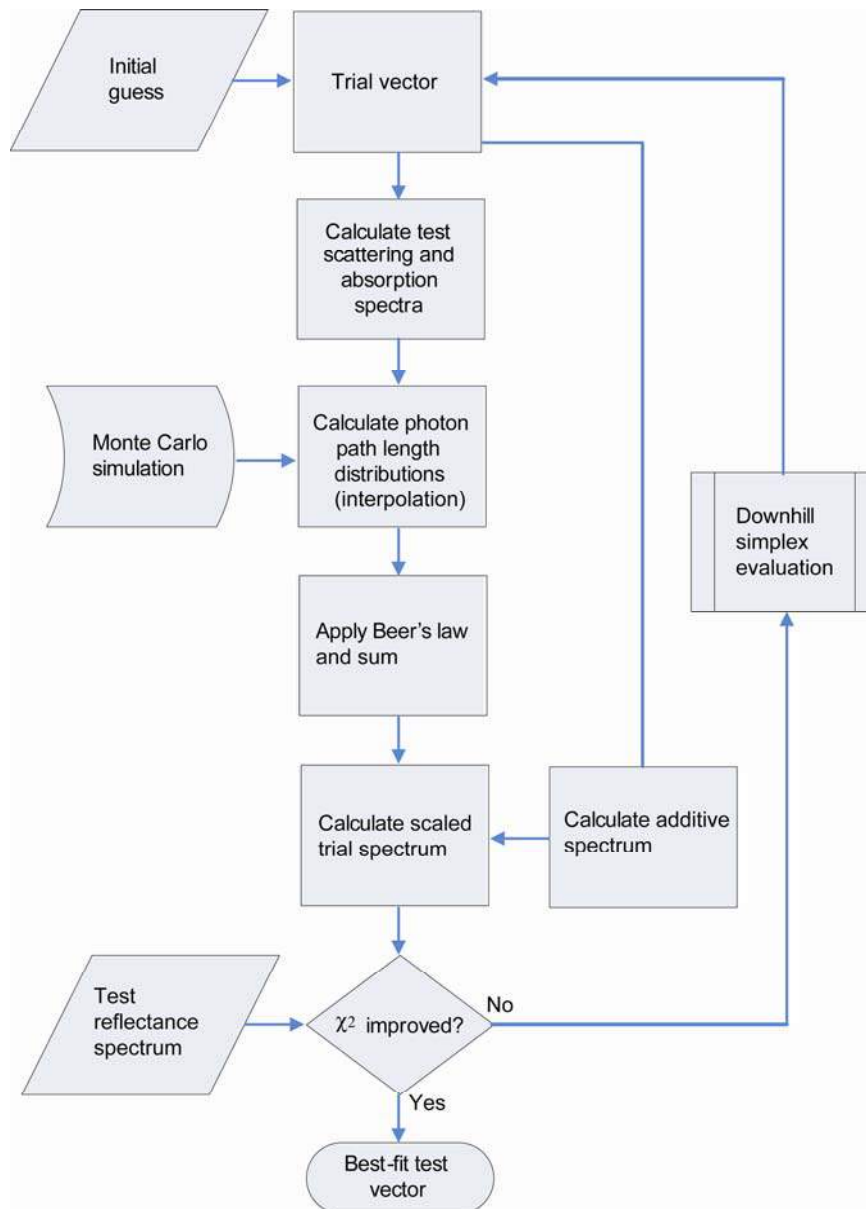 Initial
guess
Trial vector
Calculate test
scattering and
absorption
spectra
Monte Carlo
simulation
Calculate photon
path length
distributions
(interpolation)
Downhill
simplex
evaluation
Apply Beer's law
and sum
Calculate scaled
trial spectrum
Calculate additive
spectrum
Test
reflectance
spectrum
χ² improved?
No
Yes
Best-fit test
vector